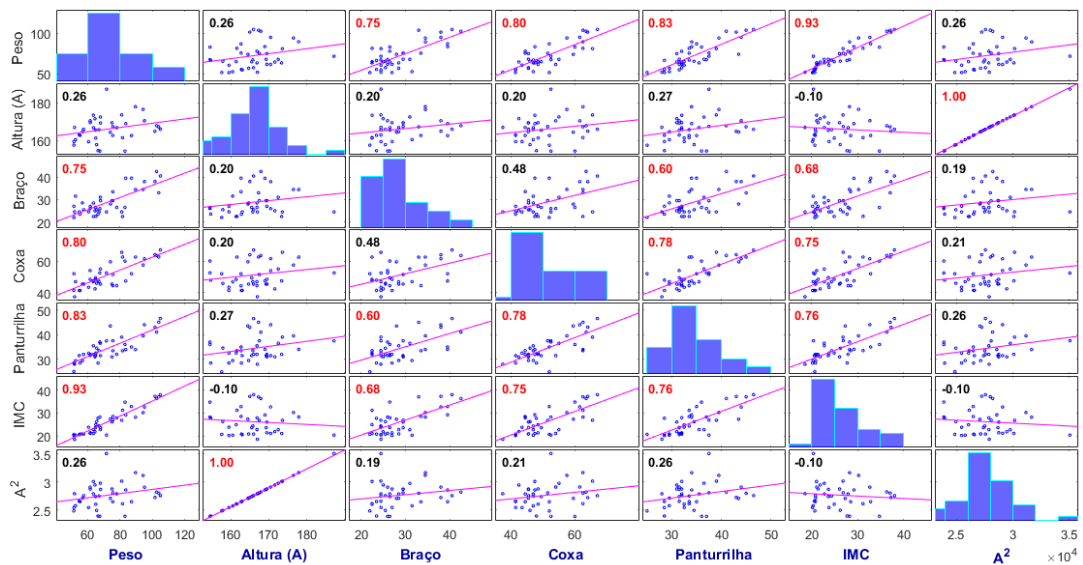 Peso 100 50 0.26 0.75 0.80 0.83 0.93 0.26
Altura (A) 180 160 0.26 0.20 0.20 0.27 -0.10 1.00
Braço 40 30 20 0.75 0.20 0.48 0.60 0.68 0.19
Coxa 60 40 0.80 0.20 0.48 0.78 0.75 0.21
Panturrilha 50 40 30 0.83 0.27 0.60 0.78 0.76 0.26
IMC 40 30 20 0.93 -0.10 0.68 0.75 0.76 -0.10
A² 3.5 3 2.5 0.26 1.00 0.19 0.21 0.26 -0.10
60 80 100 120 160 180 20 30 40 40 60 30 40 50 20 30 40 2.5 3 3.5
×10⁴
Peso Altura (A) Braço Coxa Panturrilha IMC A²